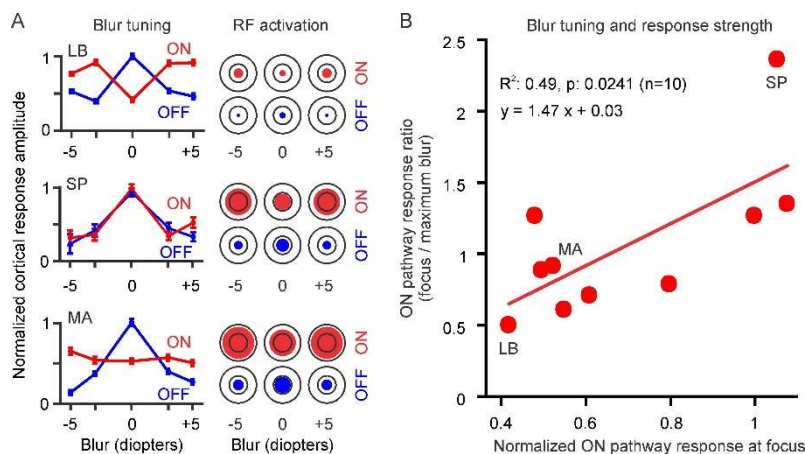 A
Blur tuning
RF activation
Normalized cortical response amplitude
LB
ON
OFF
1
0
-5
0
+5
ON
OFF
-5
0
+5
SP
ON
OFF
1
0
-5
0
+5
ON
OFF
-5
0
+5
MA
ON
OFF
1
0
-5
0
+5
Blur (diopters)
ON
OFF
-5
0
+5
Blur (diopters)
B
Blur tuning and response strength
ON pathway response ratio
(focus / maximum blur)
2.5
2
1.5
1
0.5
0
R²: 0.49, p: 0.0241 (n=10)
y = 1.47 x + 0.03
SP
MA
LB
0.4
0.6
0.8
1
Normalized ON pathway response at focus